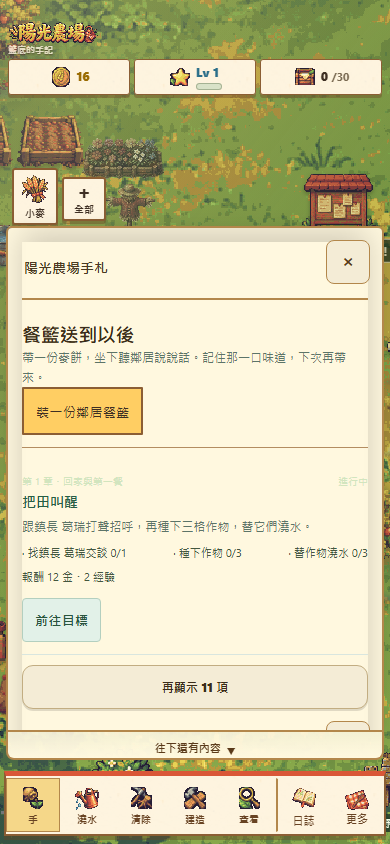 陽光農場
籃底的手記
16
Lv 1
0 /30
小麥
+
全部
陽光農場手札
×
餐籃送到以後
帶一份麥餅，坐下聽鄰居說說話。記住那一口味道，下次再帶
來。
裝一份鄰居餐籃
第 1 章 · 回家與第一餐
進行中
把田叫醒
跟鎮長 葛瑞打聲招呼，再種下三格作物，替它們澆水。
· 找鎮長 葛瑞交談 0/1
· 種下作物 0/3
· 替作物澆水 0/3
報酬 12 金 · 2 經驗
前往目標
再顯示 11 項
往下還有內容 ▼
手
澆水
清除
建造
查看
日誌
更多